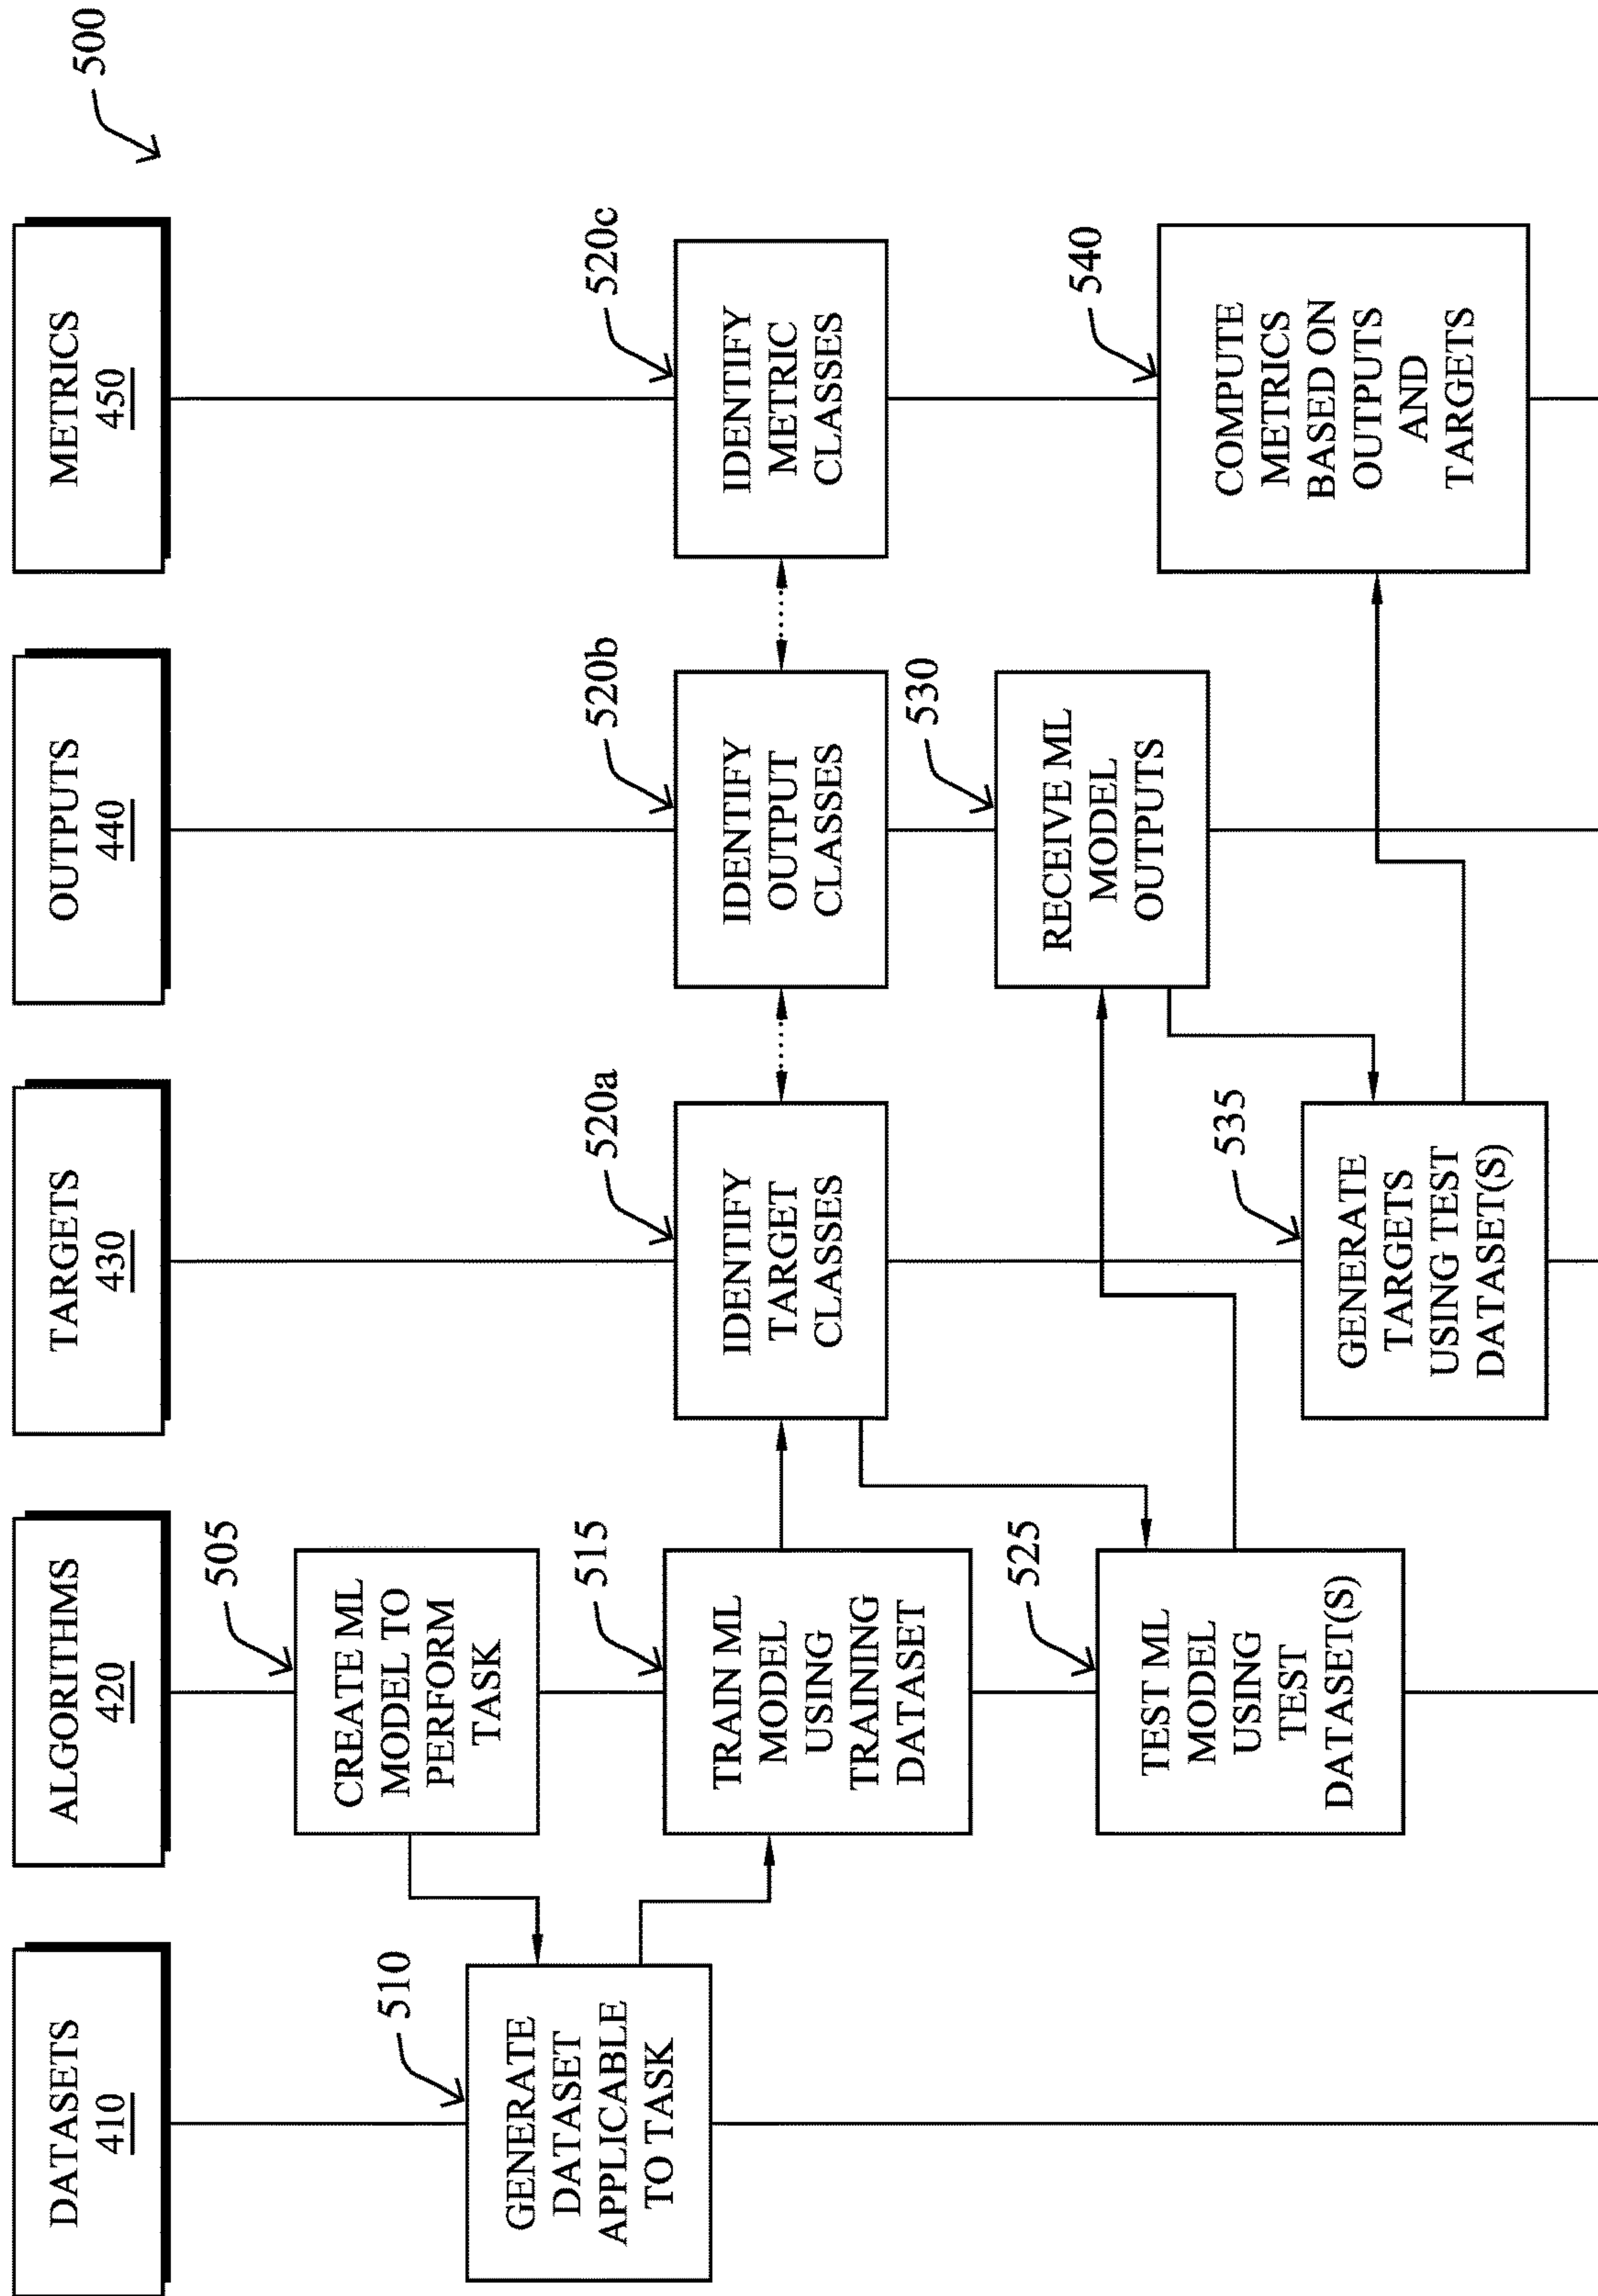 500
DATASETS
410
ALGORITHMS
420
TARGETS
430
OUTPUTS
440
METRICS
450
505
CREATE ML
MODEL TO
PERFORM
TASK
510
GENERATE
DATASET
APPLICABLE
TO TASK
515
TRAIN ML
MODEL
USING
TRAINING
DATASET
520a
IDENTIFY
TARGET
CLASSES
520b
IDENTIFY
OUTPUT
CLASSES
520c
IDENTIFY
METRIC
CLASSES
525
TEST ML
MODEL
USING
TEST
DATASET(S)
530
RECEIVE ML
MODEL
OUTPUTS
535
GENERATE
TARGETS
USING TEST
DATASET(S)
540
COMPUTE
METRICS
BASED ON
OUTPUTS
AND
TARGETS